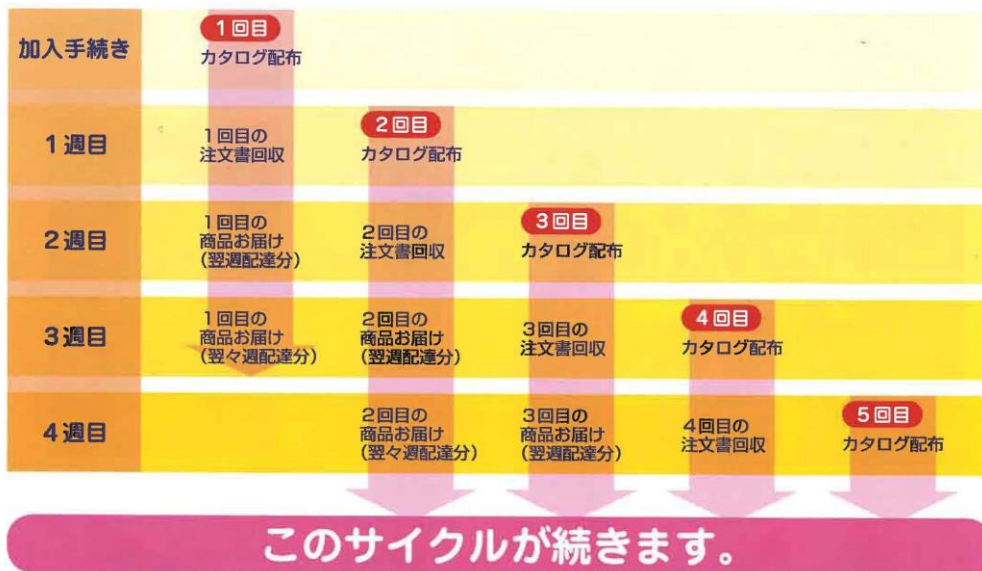 加入手続き
1回目
カタログ配布
1週目
1回目の
注文書回収
2回目
カタログ配布
2週目
1回目の
商品お届け
(翌週配達分)
2回目の
注文書回収
3回目
カタログ配布
3週目
1回目の
商品お届け
(翌々週配達分)
2回目の
商品お届け
(翌週配達分)
3回目の
注文書回収
4回目
カタログ配布
4週目
2回目の
商品お届け
(翌々週配達分)
3回目の
商品お届け
(翌週配達分)
4回目の
注文書回収
5回目
カタログ配布
このサイクルが続きます。